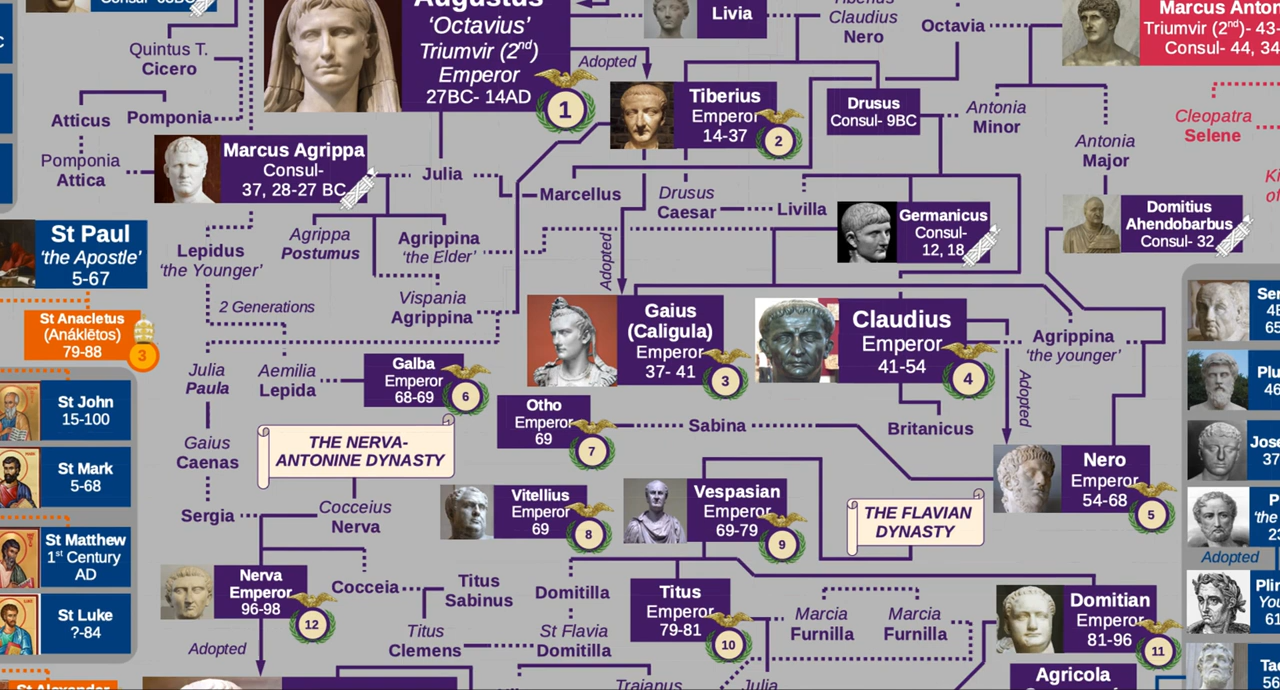 Augustus
'Octavius'
Triumvir (2nd)
Emperor
27BC- 14AD
1
Livia
Tiberius
Claudius
Nero
Octavia
Marcus Anton
Triumvir (2nd)- 43-
Consul- 44, 34
Quintus T.
Cicero
Adopted
Tiberius
Emperor
14-37
2
Drusus
Consul- 9BC
Antonia
Minor
Antonia
Major
Cleopatra
Selene
Atticus
Pomponia
Pomponia
Attica
Marcus Agrippa
Consul-
37, 28-27 BC
Julia
Marcellus
Drusus
Caesar
Livilla
Germanicus
Consul-
12, 18
Domitius
Ahendobarbus
Consul- 32
St Paul
'the Apostle'
5-67
Lepidus
'the Younger'
Agrippa
Postumus
Agrippina
'the Elder'
Adopted
2 Generations
Vispania
Agrippina
Gaius
(Caligula)
Emperor
37- 41
3
Claudius
Emperor
41-54
4
Agrippina
'the younger'
St Anacletus
(Anáklētos)
79-88
3
Julia
Paula
Aemilia
Lepida
Galba
Emperor
68-69
6
Adopted
St John
15-100
Otho
Emperor
69
7
Sabina
Britanicus
Gaius
Caenas
THE NERVA-
ANTONINE DYNASTY
St Mark
5-68
Nero
Emperor
54-68
5
Sergia
Cocceius
Nerva
Vitellius
Emperor
69
8
Vespasian
Emperor
69-79
9
THE FLAVIAN
DYNASTY
St Matthew
1st Century
AD
Adopted
Nerva
Emperor
96-98
12
Cocceia
Titus
Sabinus
Domitilla
Titus
Emperor
79-81
10
Marcia
Furnilla
Marcia
Furnilla
Domitian
Emperor
81-96
11
St Luke
?-84
Adopted
Titus
Clemens
St Flavia
Domitilla
Agricola
Traianus
Julia
St Alexander